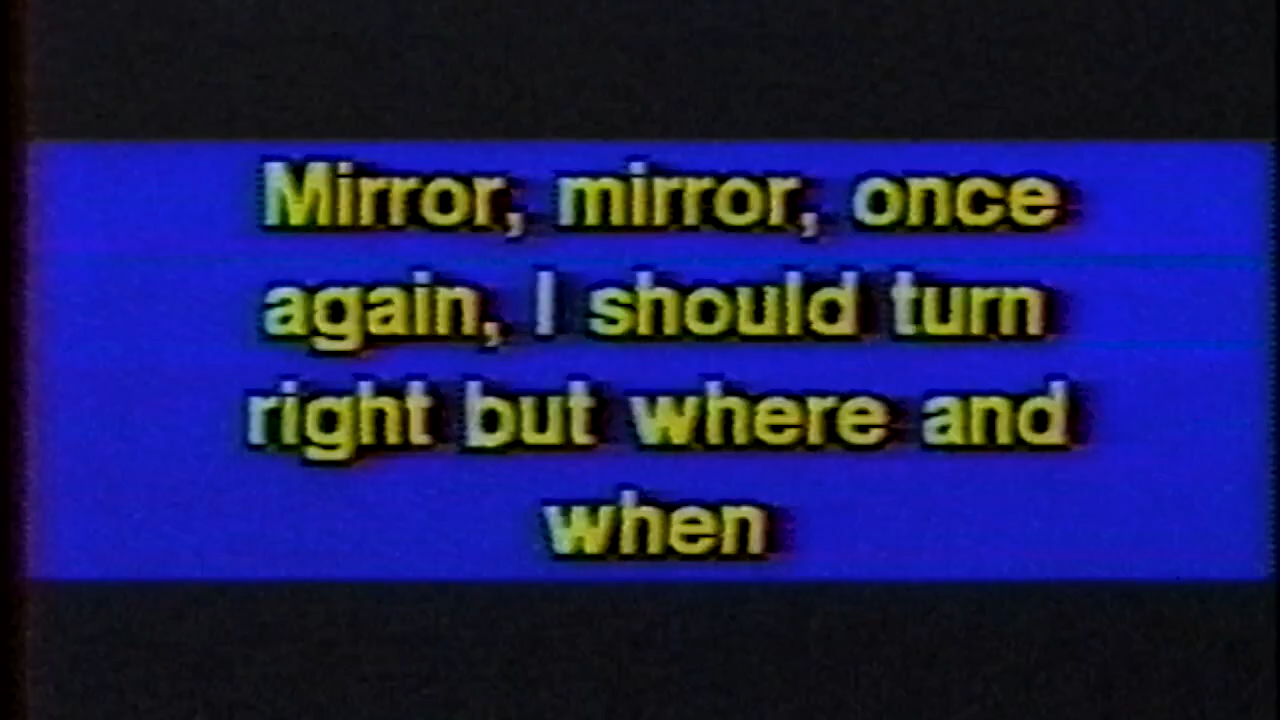 Mirror, mirror, once
again, I should turn
right but where and
when